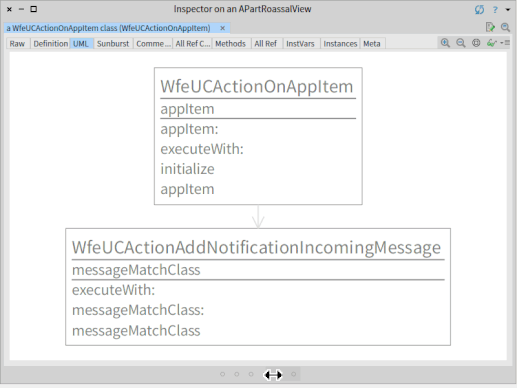 Inspector on an APartRoassalView
a WfeUCActionOnAppItem class (WfeUCActionOnAppItem) ×
Raw Definition UML Sunburst Comme ... All Ref C... Methods All Ref InstVars Instances Meta
WfeUCActionOnAppItem
appItem
appItem:
executeWith:
initialize
appItem
WfeUCActionAddNotificationIncomingMessage
messageMatchClass
executeWith:
messageMatchClass:
messageMatchClass